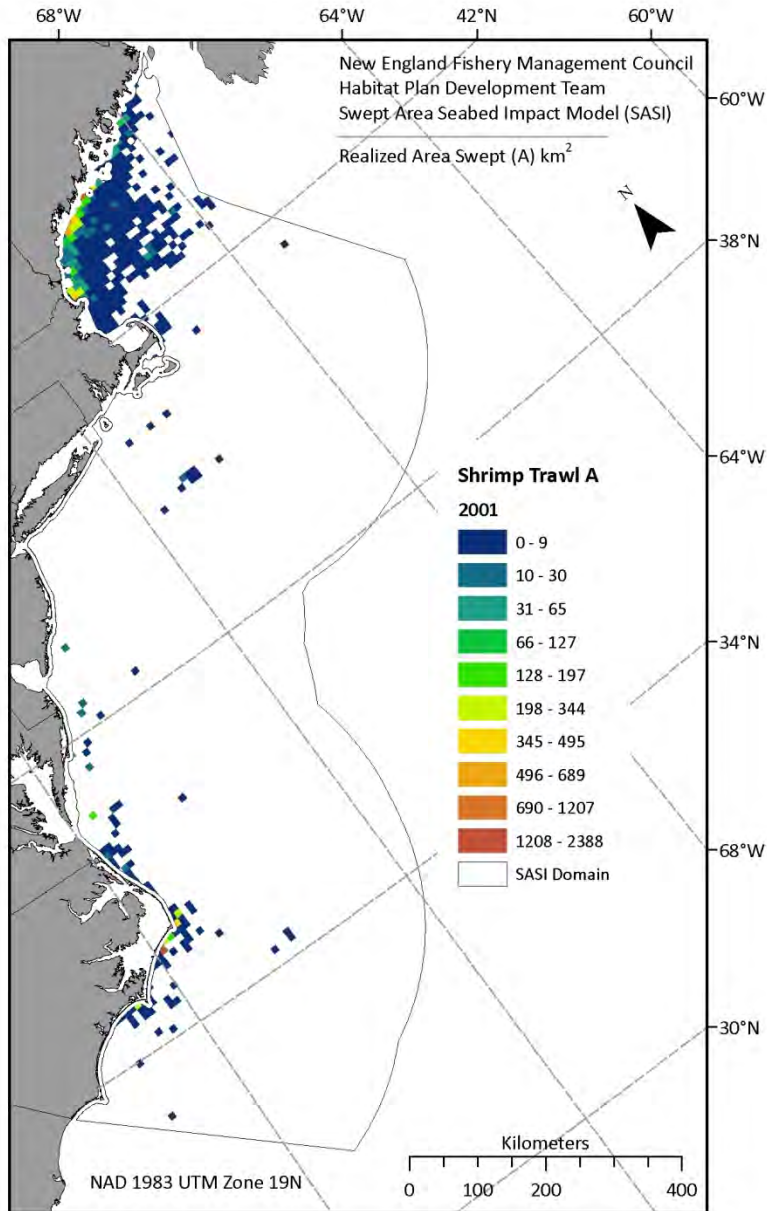 68°W
64°W
42°N
60°W
New England Fishery Management Council
Habitat Plan Development Team
Swept Area Seabed Impact Model (SASI)
Realized Area Swept (A) km²
60°W
N
38°N
64°W
Shrimp Trawl A
2001
0 - 9
10 - 30
31 - 65
66 - 127
128 - 197
198 - 344
345 - 495
496 - 689
690 - 1207
1208 - 2388
SASI Domain
34°N
68°W
30°N
Kilometers
0 100 200 400
NAD 1983 UTM Zone 19N